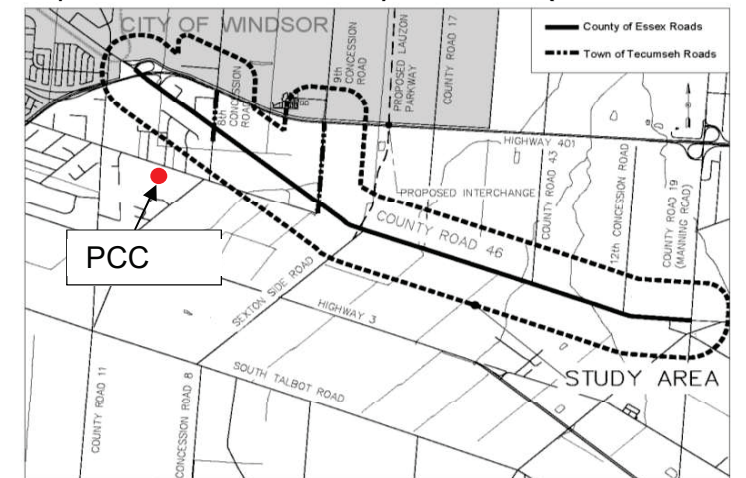 CITY OF WINDSOR
County of Essex Roads
Town of Tecumseh Roads
8th
CONCESSION
ROAD
9th
CONCESSION
ROAD
PROPOSED LAUZON
PARKWAY
COUNTY ROAD 17
HIGHWAY 401
PROPOSED INTERCHANGE
COUNTY ROAD 43
12th CONCESSION ROAD
COUNTY ROAD 19
(MANNING ROAD)
COUNTY ROAD 46
PCC
SEXTON SIDE ROAD
HIGHWAY 3
STUDY AREA
SOUTH TALBOT ROAD
COUNTY ROAD 11
CONCESSION ROAD 8